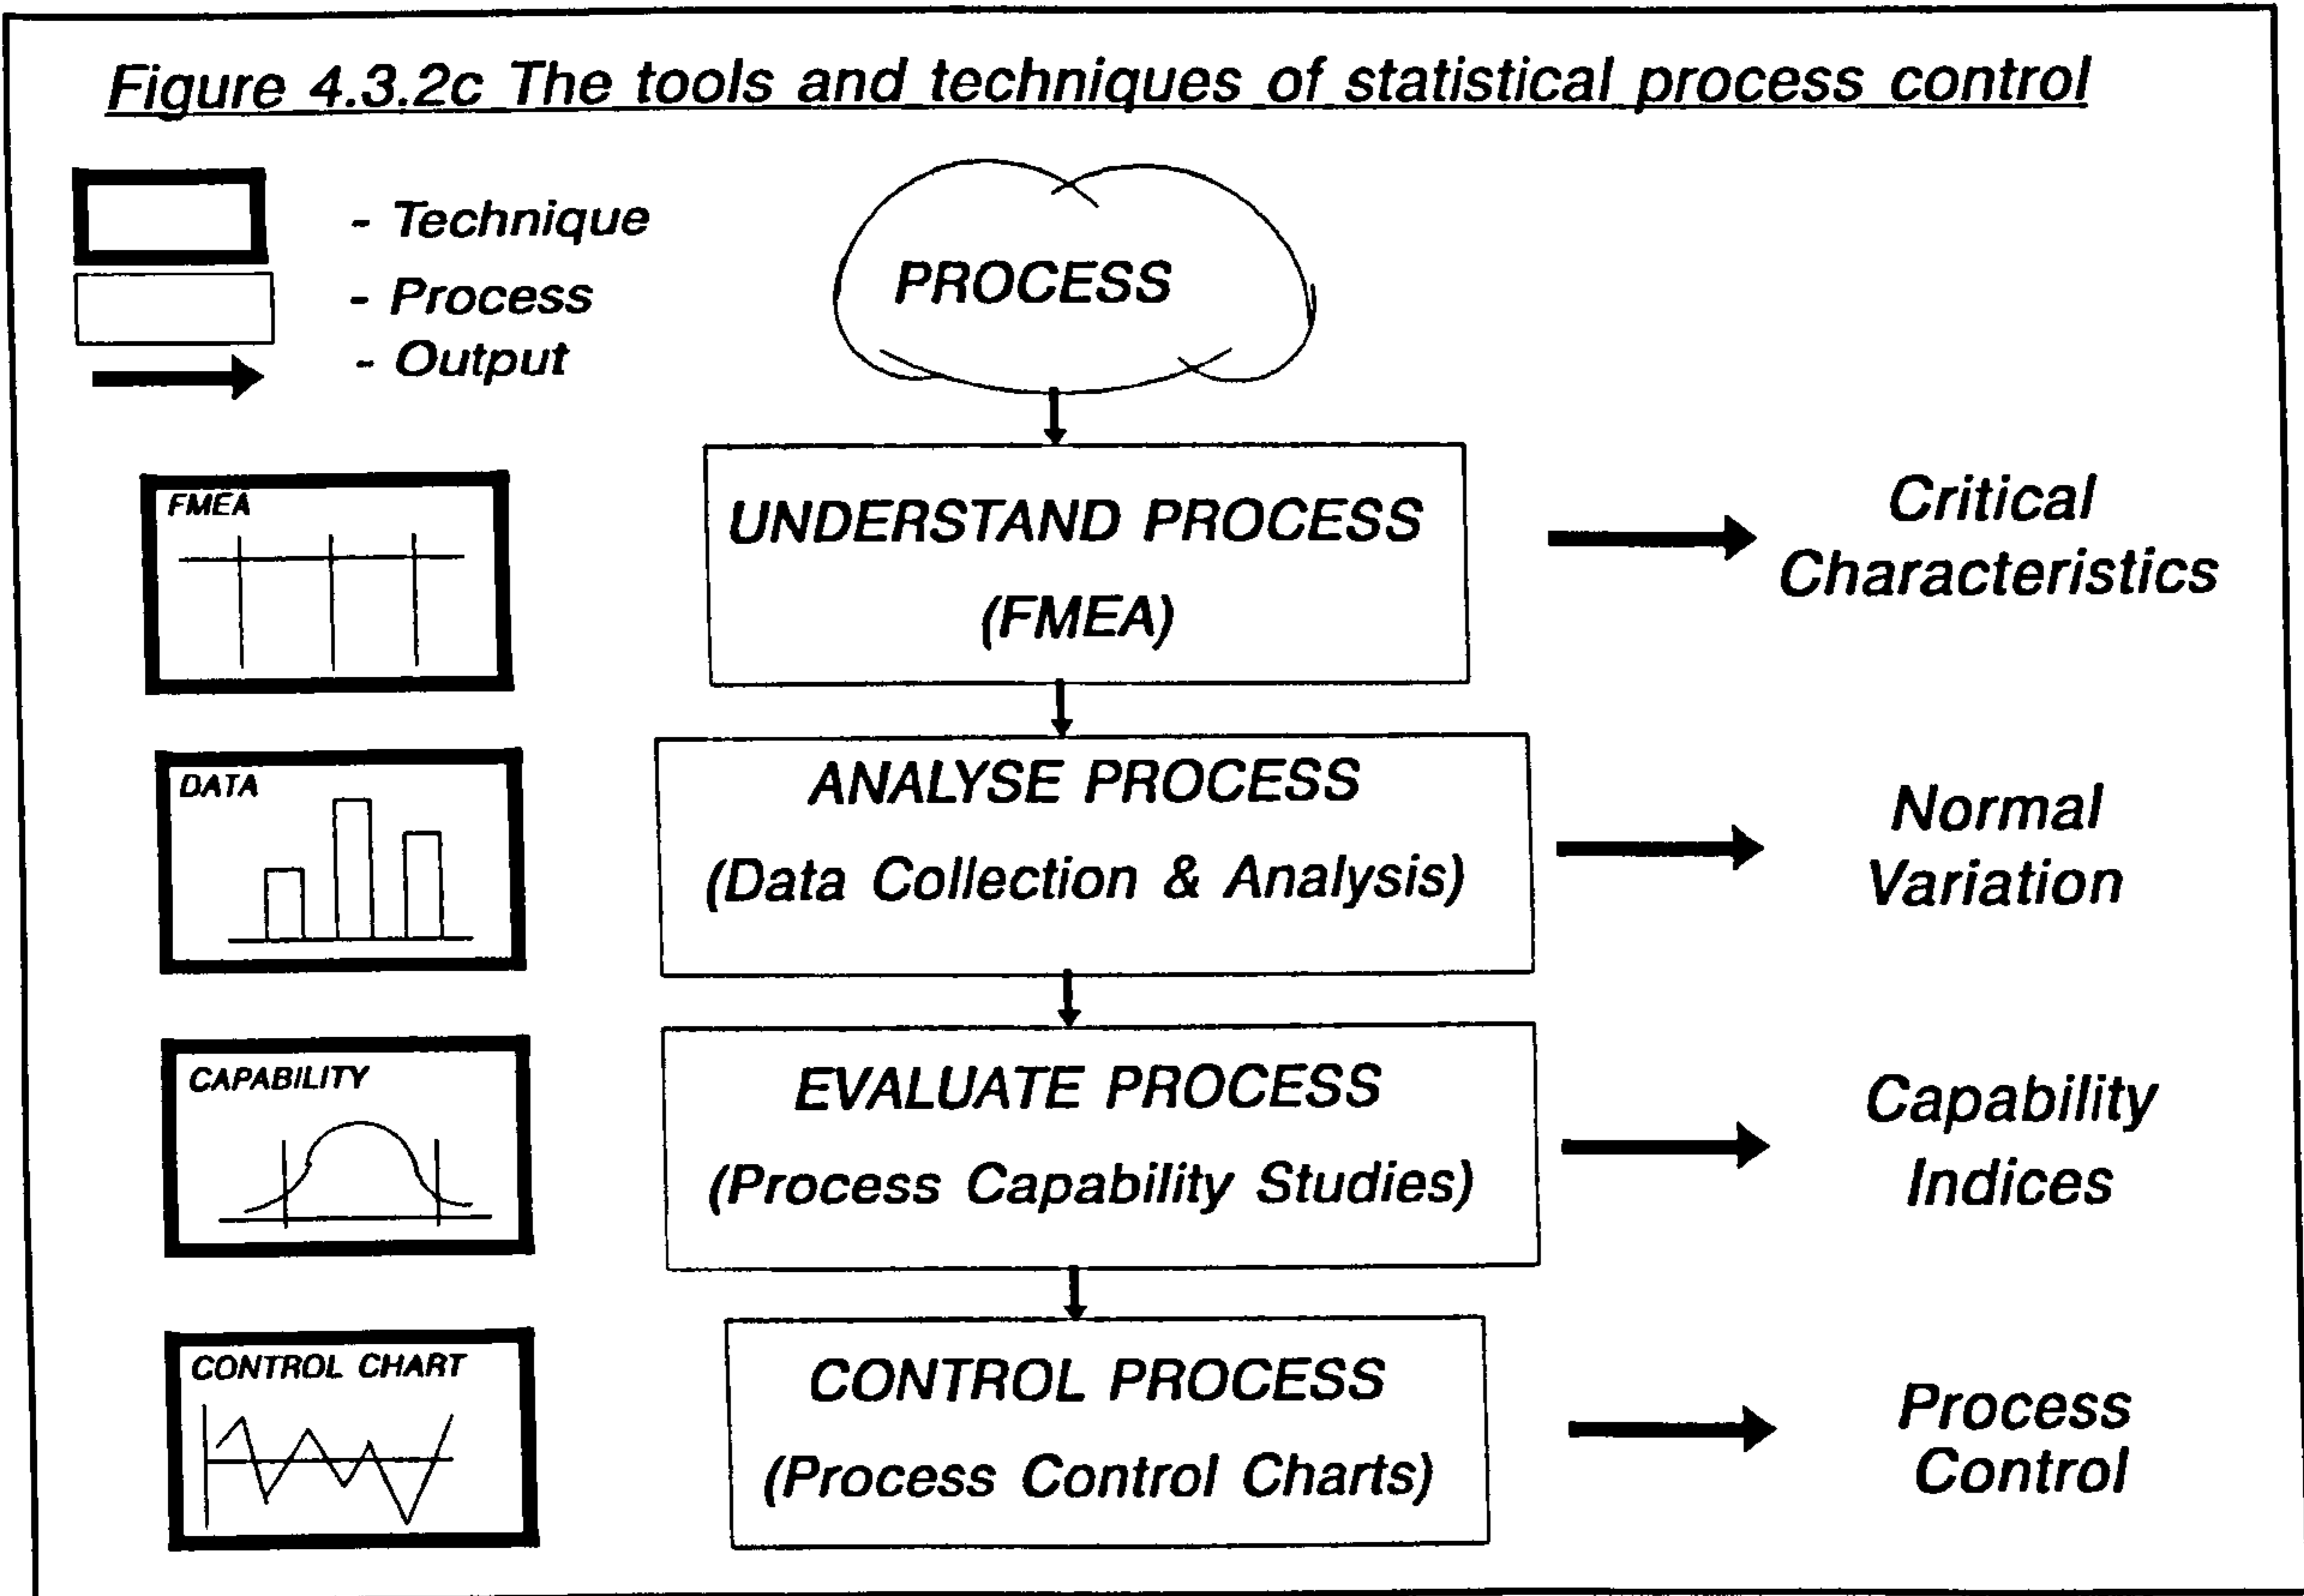 Figure 4.3.2c The tools and techniques of statistical process control
- Technique
- Process
- Output
PROCESS
FMEA
UNDERSTAND PROCESS
(FMEA)
Critical
Characteristics
DATA
ANALYSE PROCESS
(Data Collection & Analysis)
Normal
Variation
CAPABILITY
EVALUATE PROCESS
(Process Capability Studies)
Capability
Indices
CONTROL CHART
CONTROL PROCESS
(Process Control Charts)
Process
Control